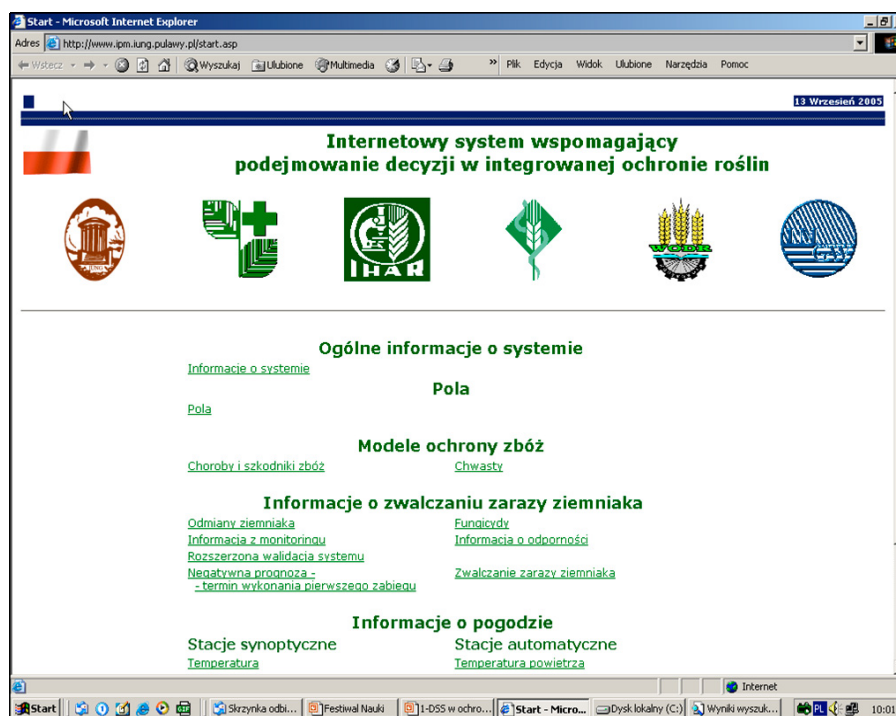 Start - Microsoft Internet Explorer
Adres http://www.ipm.iung.pulawy.pl/start.asp
Wstecz Wyszukaj Ulubione Multimedia » Plik Edycja Widok Ulubione Narzędzia Pomoc
13 Wrzesień 2005
Internetowy system wspomagający
podejmowanie decyzji w integrowanej ochronie roślin
IUNG IHAR WODR
Ogólne informacje o systemie
Informacje o systemie
Pola
Pola
Modele ochrony zbóż
Choroby i szkodniki zbóż Chwasty
Informacje o zwalczaniu zarazy ziemniaka
Odmiany ziemniaka Fungicydy
Informacja z monitoringu Informacja o odporności
Rozszerzona walidacja systemu
Negatywna prognoza - Zwalczanie zarazy ziemniaka
- termin wykonania pierwszego zabiegu
Informacje o pogodzie
Stacje synoptyczne Stacje automatyczne
Temperatura Temperatura powietrza
Internet
Start Skrzynka odbi... Festiwal Nauki 1-DSS w ochro... Start - Micro... Dysk lokalny (C:) Wyniki wyszuk... PL 10:01